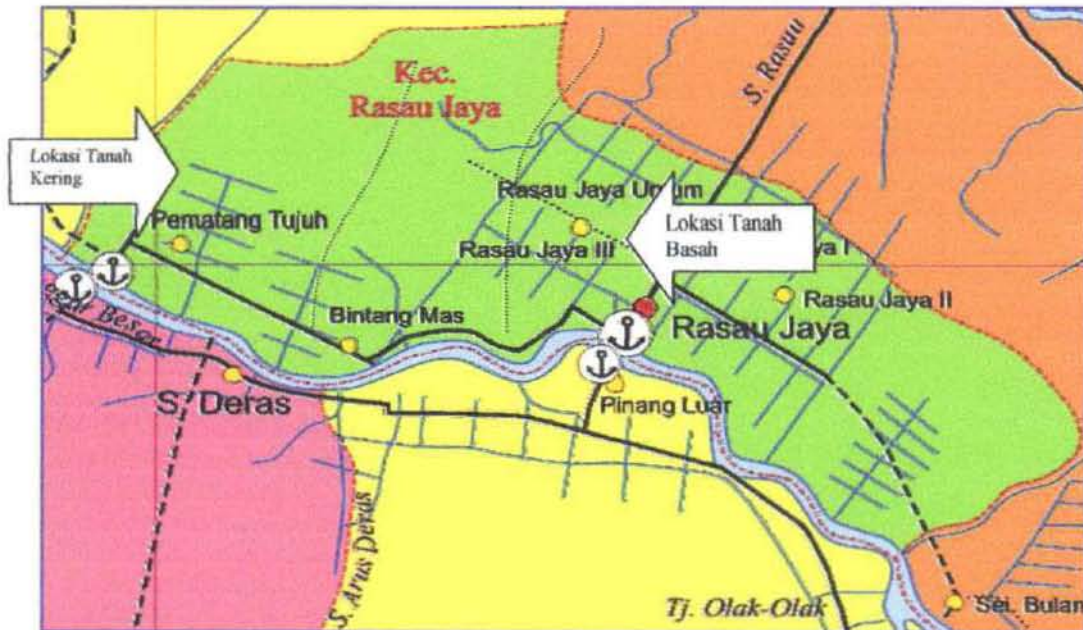 Kec.
Rasau Jaya
S. Rasau
Lokasi Tanah
Kering
Rasau Jaya Umum
Pematang Tujuh
Lokasi Tanah
Basah
Rasau Jaya III
Rasau Jaya II
Bintang Mas
Rasau Jaya
Besar
S. Deras
Pinang Luar
S. Arus Deras
Tj. Olak-Olak
Sei. Bulan